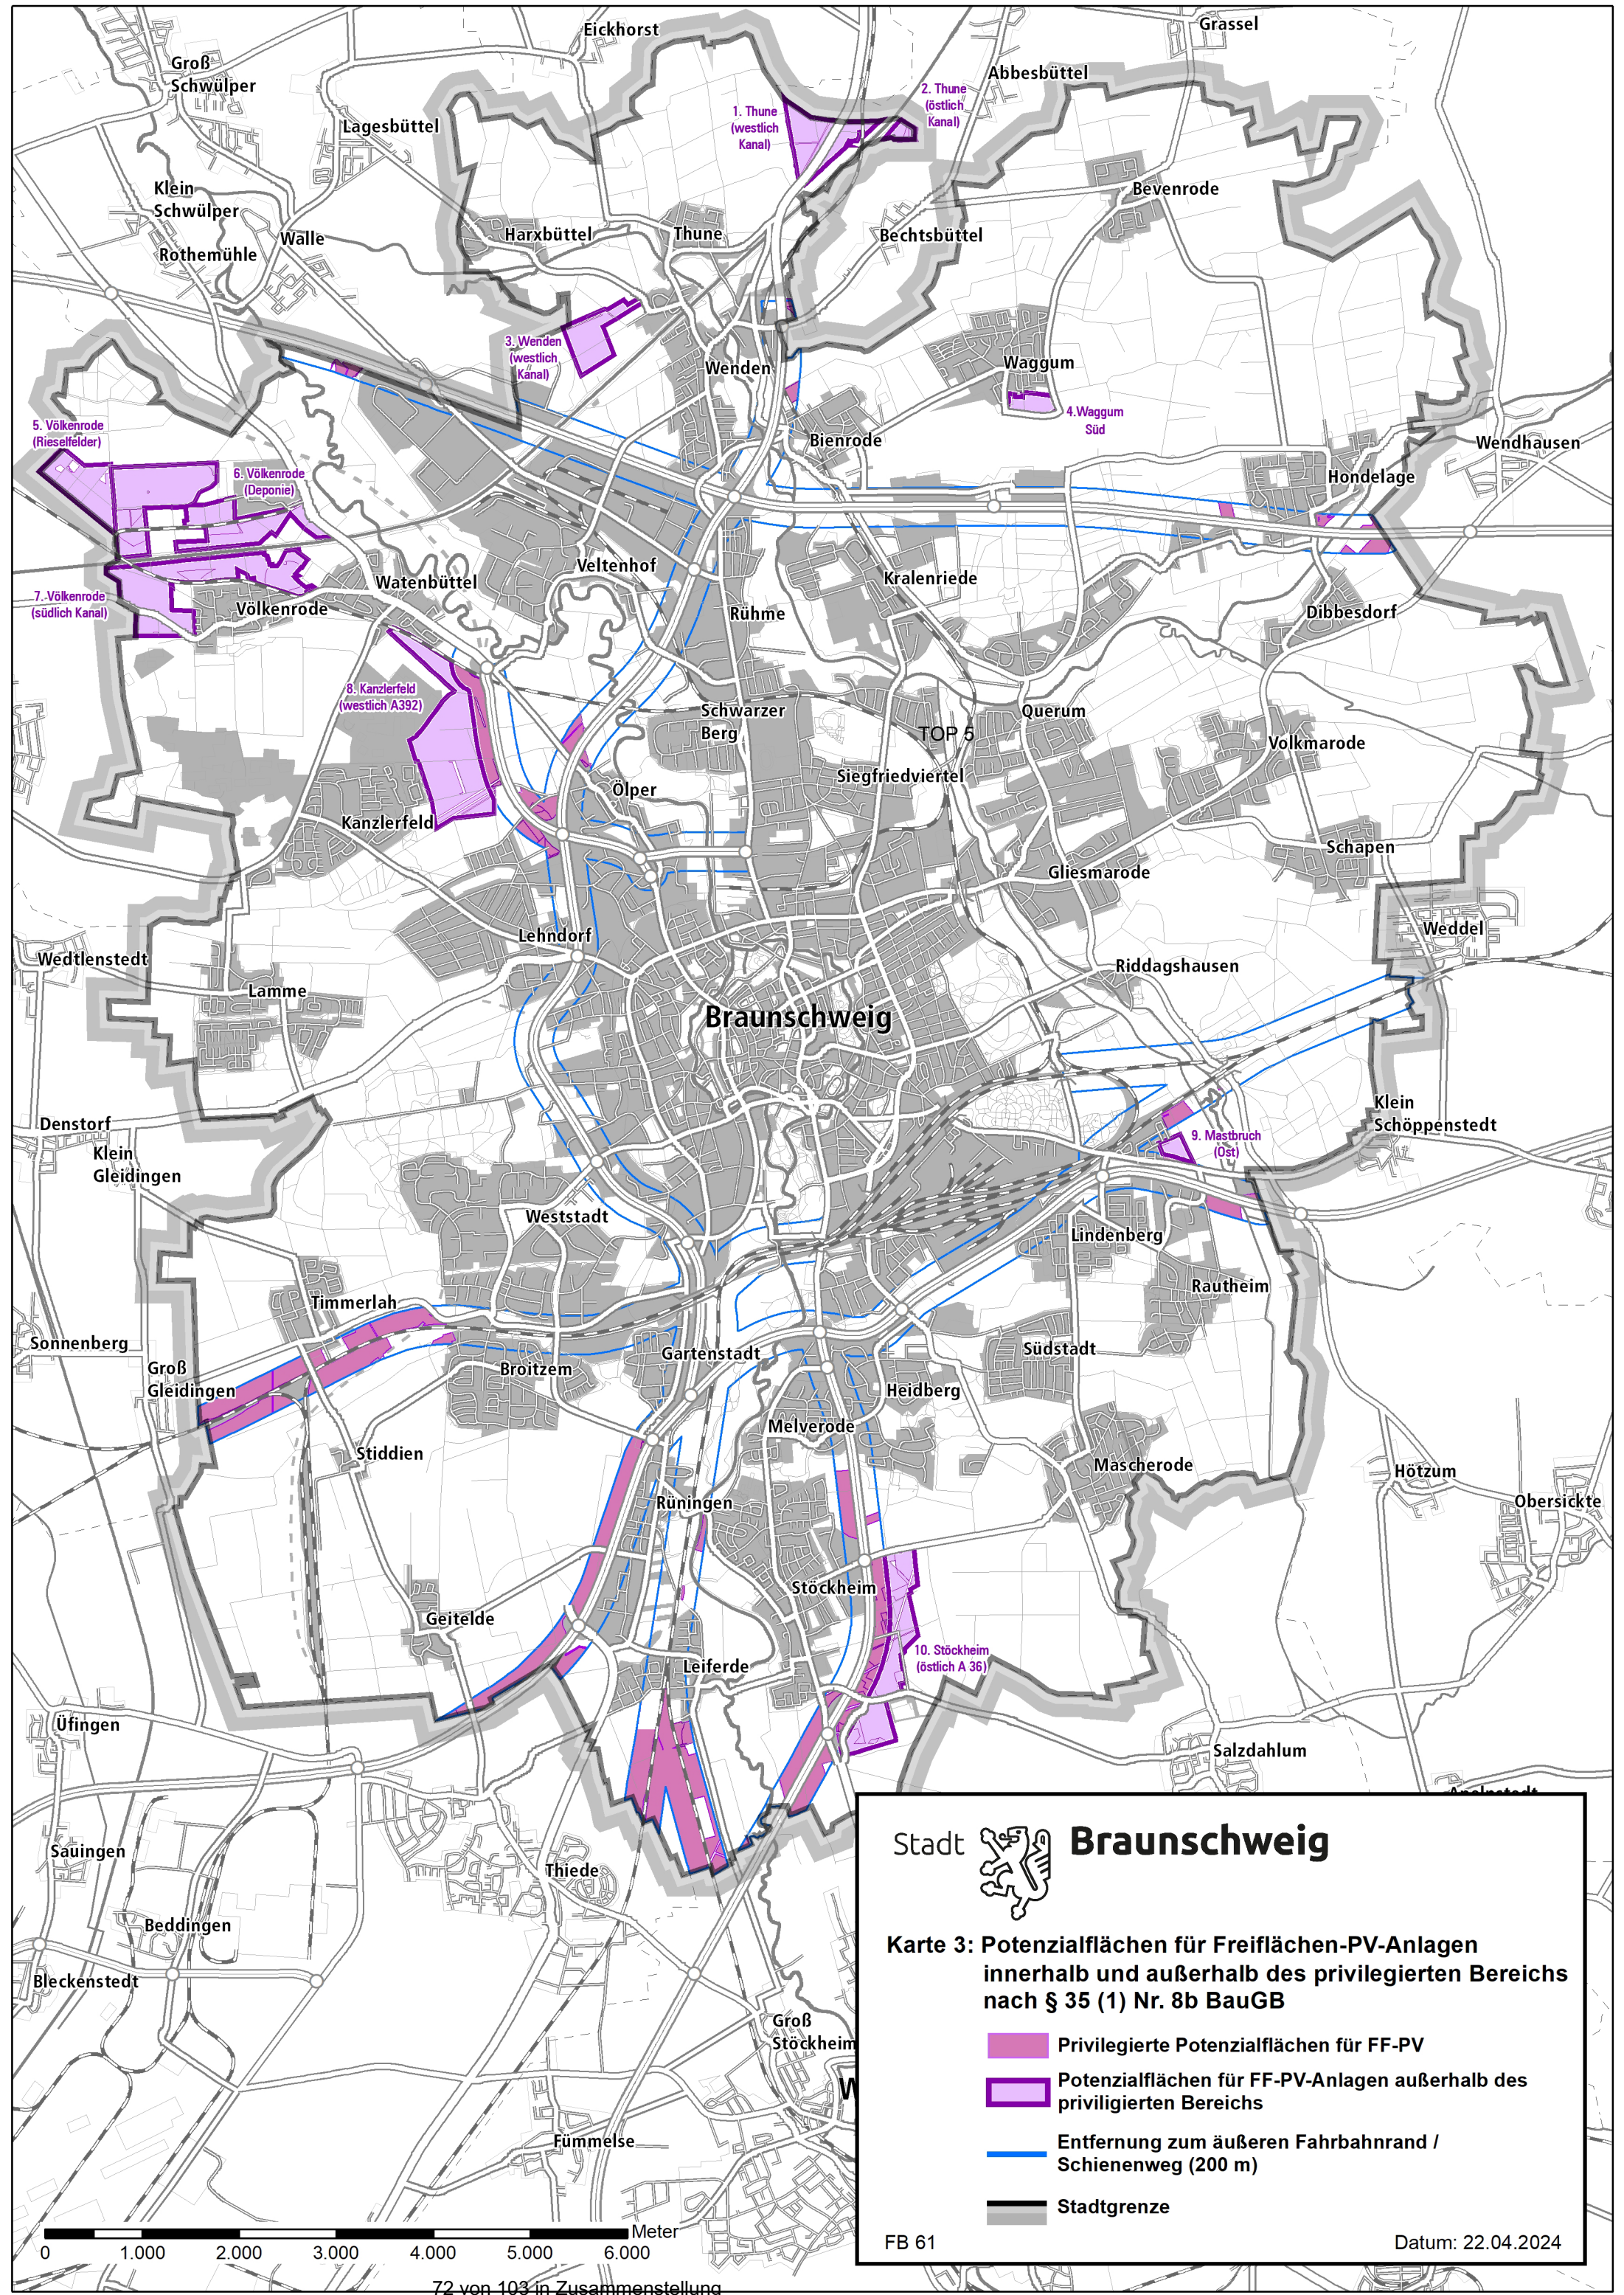 Eickhorst
Grassel
Groß
Schwülper
Abbesbüttel
2. Thune
(östlich
Kanal)
1. Thune
(westlich
Kanal)
Lagesbüttel
Klein
Schwülper
Bevenrode
Walle
Rothemühle
Harxbüttel
Thune
Bechtsbüttel
3. Wenden
(westlich
Kanal)
Wenden
Waggum
4.Waggum
Süd
5. Völkenrode
(Rieselfelder)
Bienrode
Wendhausen
6. Völkenrode
(Deponie)
Hondelage
Veltenhof
Watenbüttel
Kralenriede
7. Völkenrode
(südlich Kanal)
Völkenrode
Rühme
Dibbesdorf
8. Kanzlerfeld
(westlich A392)
Schwarzer
Berg
Querum
TOP 5
Volkmarode
Siegfriedviertel
Ölper
Kanzlerfeld
Schapen
Gliesmarode
Lehndorf
Weddel
Wedtlenstedt
Riddagshausen
Lamme
Braunschweig
Denstorf
Klein
Gleidingen
Klein
Schöppenstedt
9. Mastbruch
(Ost)
Weststadt
Lindenberg
Rautheim
Timmerlah
Sonnenberg
Groß
Gleidingen
Gartenstadt
Südstadt
Broitzem
Heidberg
Melverode
Stiddien
Mascherode
Hötzum
Rüningen
Obersickte
Stöckheim
Geitelde
10. Stöckheim
(östlich A 36)
Leiferde
Üfingen
Salzdahlum
Sauingen
Thiede
Beddingen
Bleckenstedt
Groß
Stöckheim
W
Fümmelse
Stadt Braunschweig
Karte 3: Potenzialflächen für Freiflächen-PV-Anlagen
innerhalb und außerhalb des privilegierten Bereichs
nach § 35 (1) Nr. 8b BauGB
Privilegierte Potenzialflächen für FF-PV
Potenzialflächen für FF-PV-Anlagen außerhalb des
priviligierten Bereichs
Entfernung zum äußeren Fahrbahnrand /
Schienenweg (200 m)
Stadtgrenze
FB 61
Datum: 22.04.2024
Meter
0 1.000 2.000 3.000 4.000 5.000 6.000
72 von 103 in Zusammenstellung